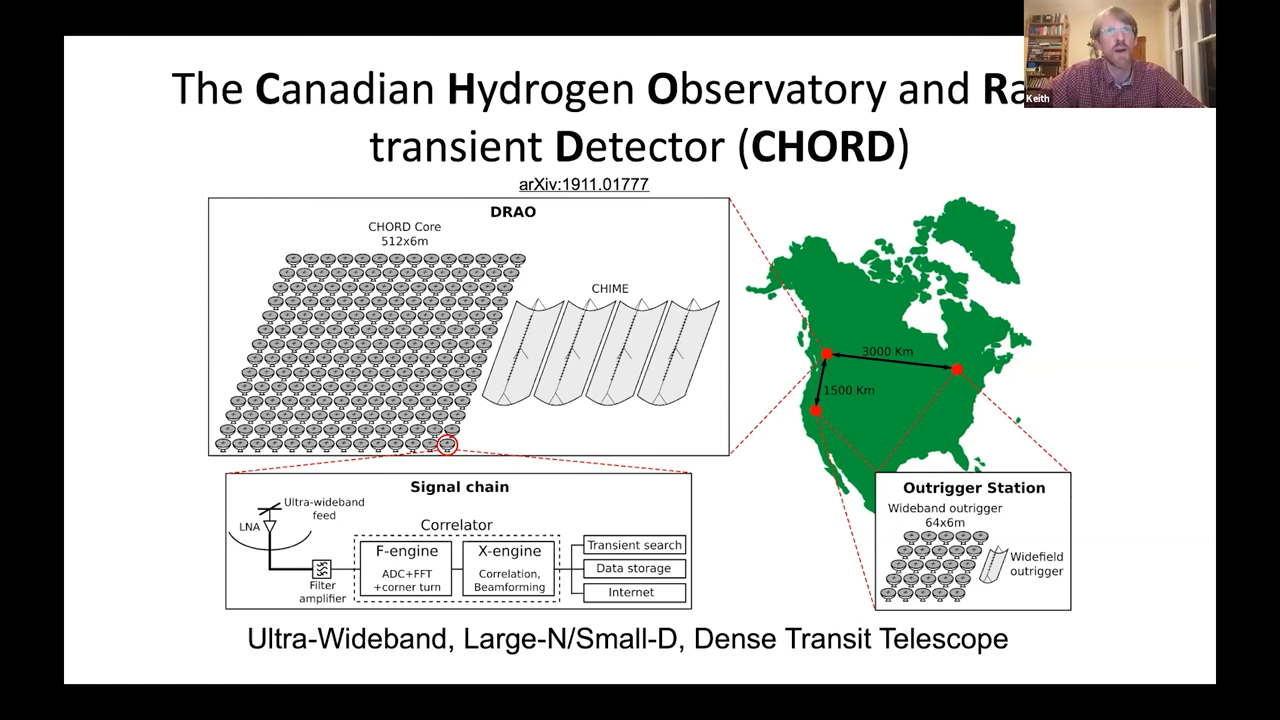 The Canadian Hydrogen Observatory and Ra
transient Detector (CHORD)
Keith
arXiv:1911.01777
DRAO
CHORD Core
512x6m
CHIME
3000 Km
1500 Km
Signal chain
Ultra-wideband
feed
LNA
Filter
amplifier
Correlator
F-engine
ADC+FFT
+corner turn
X-engine
Correlation,
Beamforming
Transient search
Data storage
Internet
Outrigger Station
Wideband outrigger
64x6m
Widefield
outrigger
Ultra-Wideband, Large-N/Small-D, Dense Transit Telescope